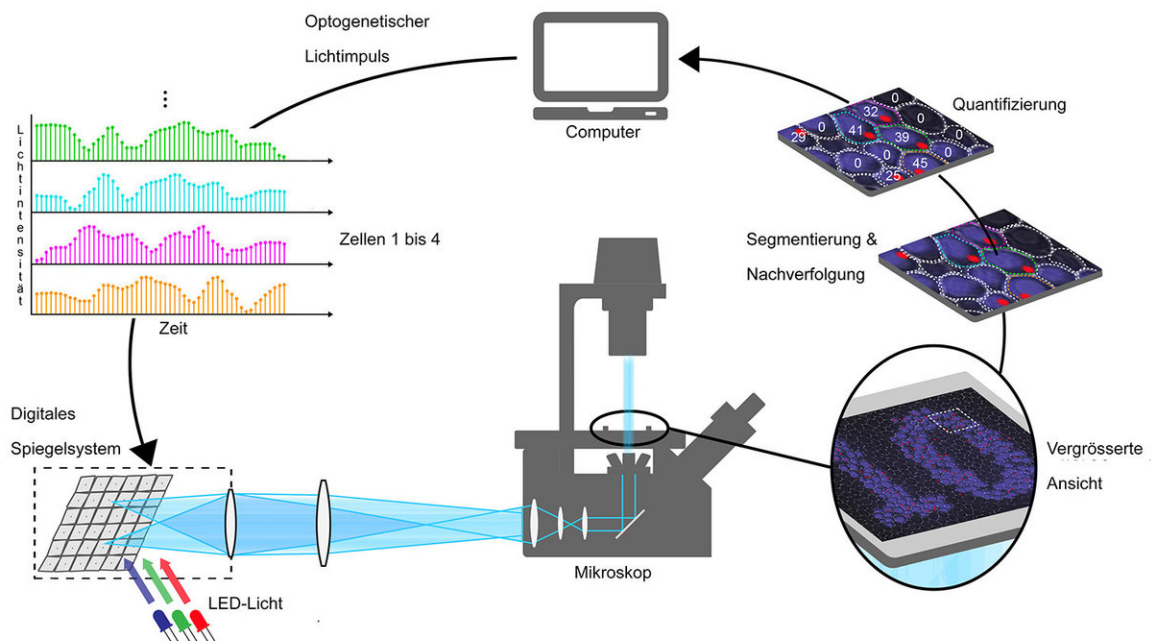 Optogenetischer
Lichtimpuls
Computer
Quantifizierung
0
32
0
0
29
41
39
0
0
0
45
25
Lichtintensität
Zellen 1 bis 4
Zeit
Segmentierung &
Nachverfolgung
Digitales
Spiegelsystem
Vergrösserte
Ansicht
Mikroskop
LED-Licht